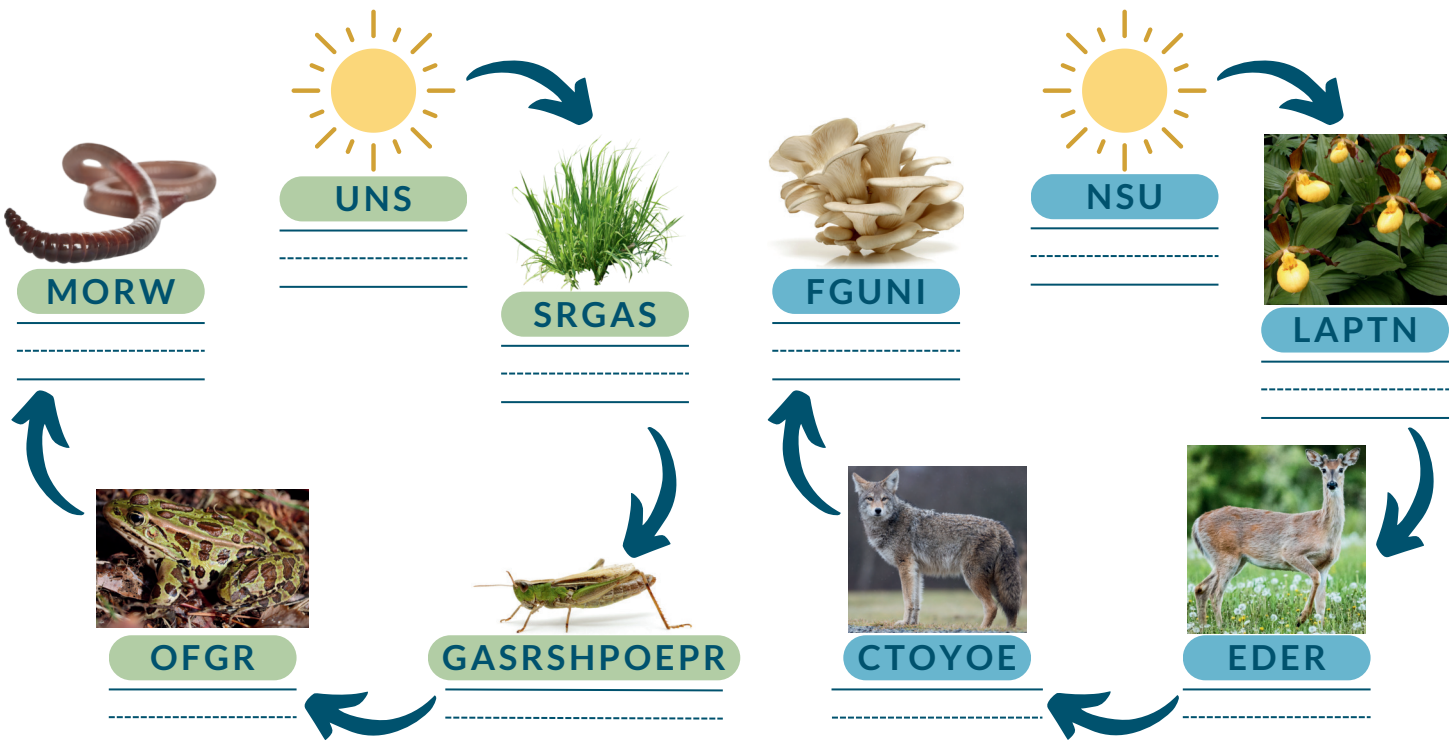 UNS
NSU
MORW
SRGAS
FGUNI
LAPTN
OFGR
GASRSHPOEPR
CTOYOE
EDER